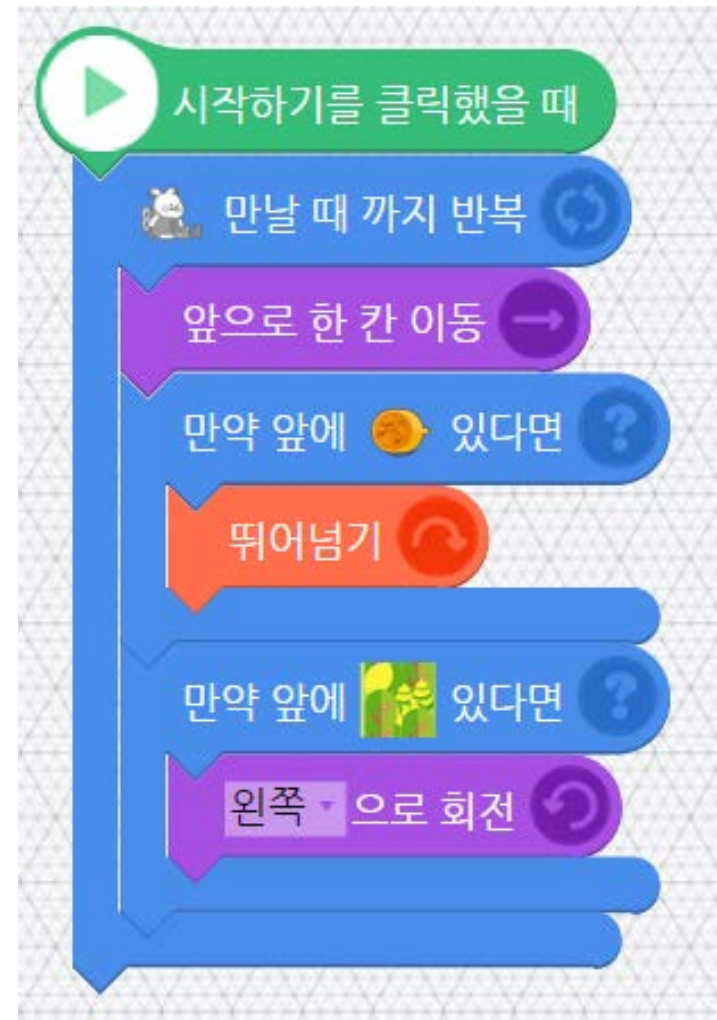 시작하기를 클릭했을 때
만날 때 까지 반복
앞으로 한 칸 이동
만약 앞에 있다면 ?
뛰어넘기
만약 앞에 있다면 ?
왼쪽 으로 회전